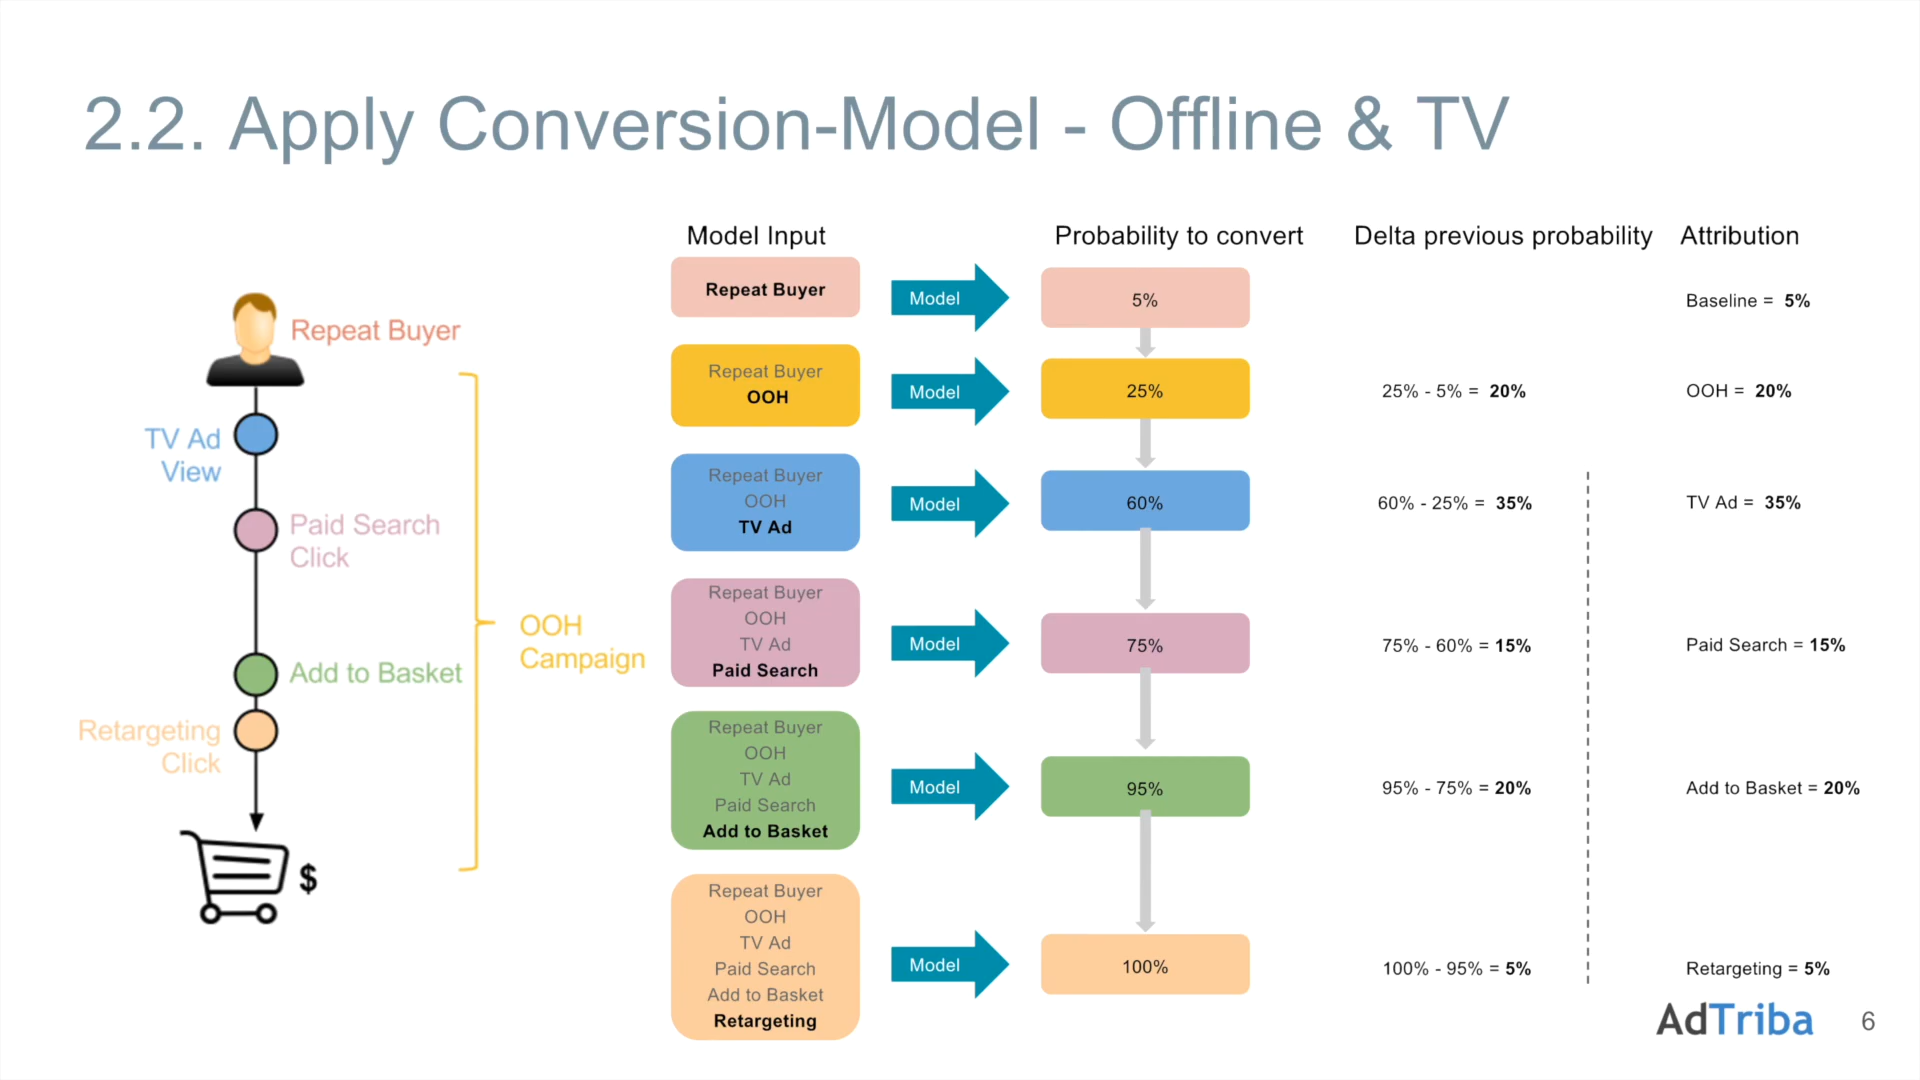 2.2. Apply Conversion-Model - Offline & TV
Repeat Buyer
TV Ad
View
Paid Search
Click
Add to Basket
Retargeting
Click
$
OOH
Campaign
Model Input
Probability to convert
Delta previous probability
Attribution
Repeat Buyer
Model
5%
Baseline = 5%
Repeat Buyer
OOH
Model
25%
25% - 5% = 20%
OOH = 20%
Repeat Buyer
OOH
TV Ad
Model
60%
60% - 25% = 35%
TV Ad = 35%
Repeat Buyer
OOH
TV Ad
Paid Search
Model
75%
75% - 60% = 15%
Paid Search = 15%
Repeat Buyer
OOH
TV Ad
Paid Search
Add to Basket
Model
95%
95% - 75% = 20%
Add to Basket = 20%
Repeat Buyer
OOH
TV Ad
Paid Search
Add to Basket
Retargeting
Model
100%
100% - 95% = 5%
Retargeting = 5%
AdTriba
6